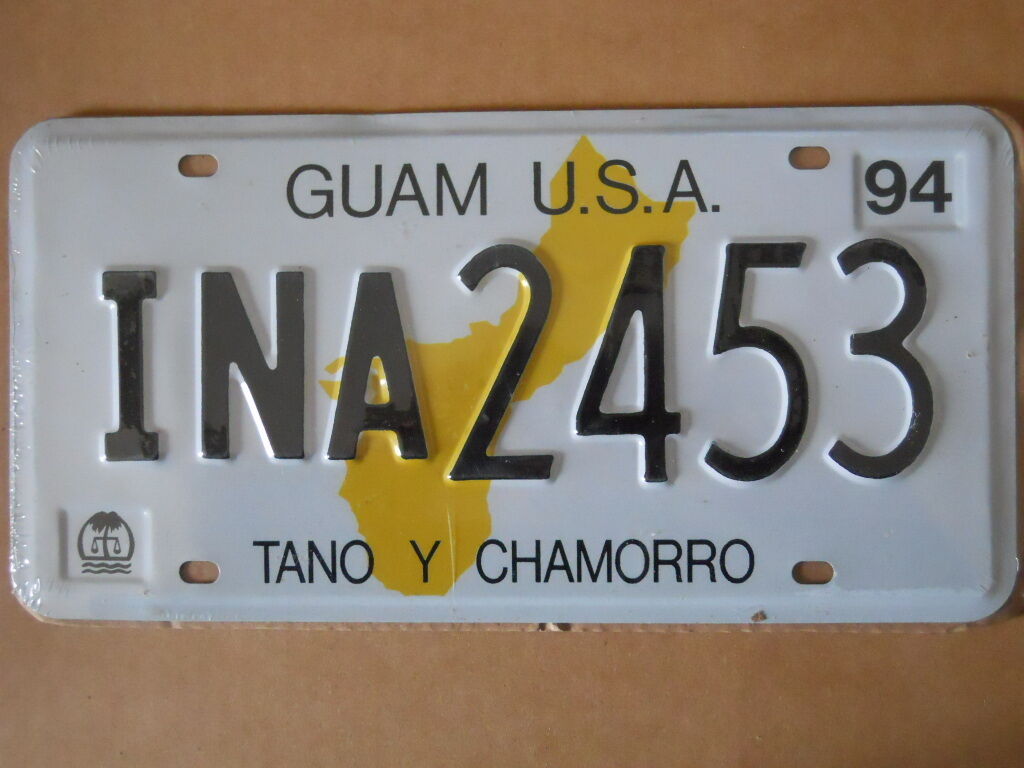 GUAM U.S.A. 94
INA2453
TANO Y CHAMORRO